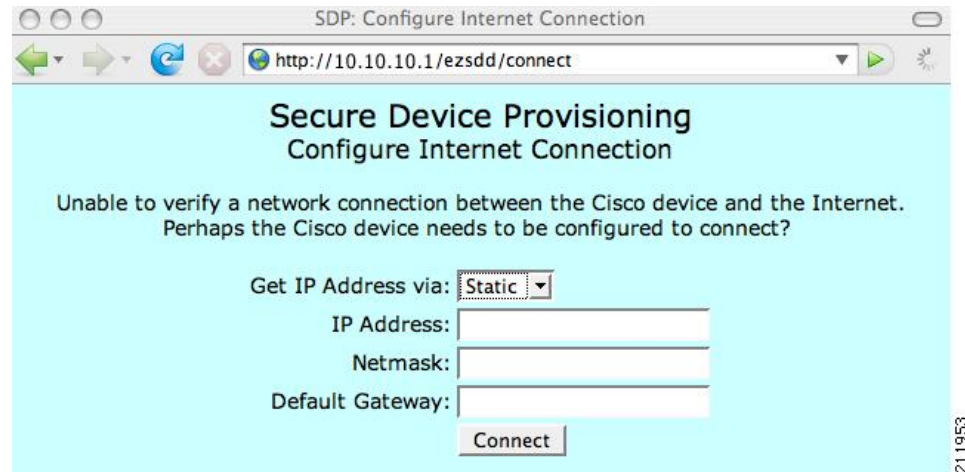 SDP: Configure Internet Connection
http://10.10.10.1/ezsdd/connect
Secure Device Provisioning
Configure Internet Connection
Unable to verify a network connection between the Cisco device and the Internet.
Perhaps the Cisco device needs to be configured to connect?
Get IP Address via: Static
IP Address:
Netmask:
Default Gateway:
Connect
211953